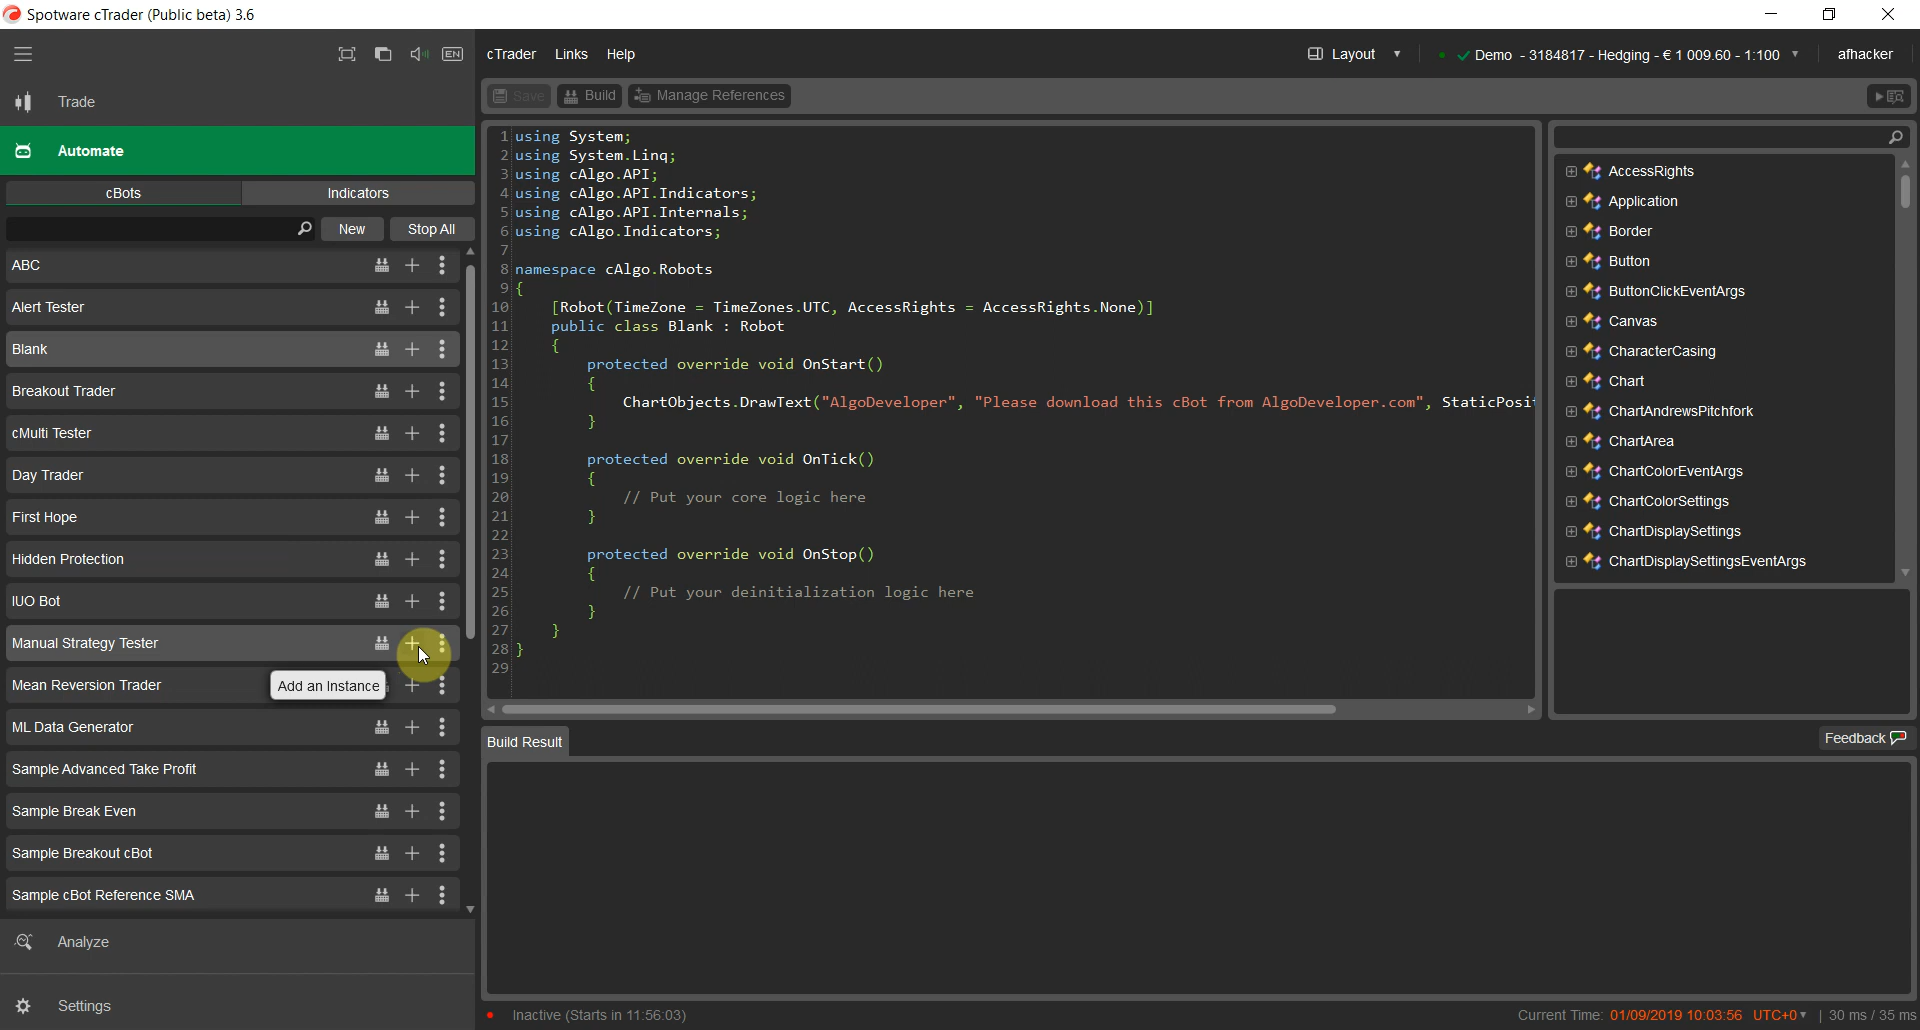 Spotware cTrader (Public beta) 3.6
EN
cTrader Links Help
Layout
Demo - 3184817 - Hedging - € 1 009.60 - 1:100
afhacker
Trade
Automate
cBots Indicators
New Stop All
ABC
Alert Tester
Blank
Breakout Trader
cMulti Tester
Day Trader
First Hope
Hidden Protection
IUO Bot
Manual Strategy Tester
Mean Reversion Trader
Add an Instance
ML Data Generator
Sample Advanced Take Profit
Sample Break Even
Sample Breakout cBot
Sample cBot Reference SMA
Analyze
Settings
Save Build Manage References
1 using System;
2 using System.Linq;
3 using cAlgo.API;
4 using cAlgo.API.Indicators;
5 using cAlgo.API.Internals;
6 using cAlgo.Indicators;
7
8 namespace cAlgo.Robots
9 {
10 [Robot(TimeZone = TimeZones.UTC, AccessRights = AccessRights.None)]
11 public class Blank : Robot
12 {
13 protected override void OnStart()
14 {
15 ChartObjects.DrawText("AlgoDeveloper", "Please download this cBot from AlgoDeveloper.com", StaticPosit
16 }
17
18 protected override void OnTick()
19 {
20 // Put your core logic here
21 }
22
23 protected override void OnStop()
24 {
25 // Put your deinitialization logic here
26 }
27 }
28 }
29
AccessRights
Application
Border
Button
ButtonClickEventArgs
Canvas
CharacterCasing
Chart
ChartAndrewsPitchfork
ChartArea
ChartColorEventArgs
ChartColorSettings
ChartDisplaySettings
ChartDisplaySettingsEventArgs
Build Result
Feedback
Inactive (Starts in 11:56:03)
Current Time: 01/09/2019 10:03:56 UTC+0 | 30 ms / 35 ms